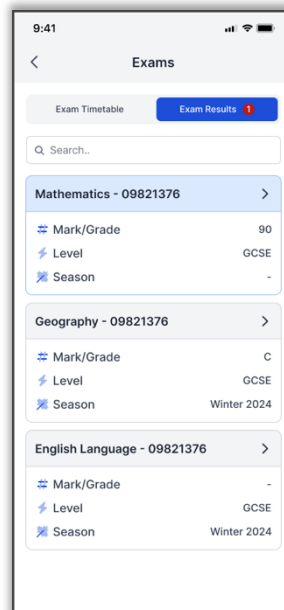 9:41
Exams
Exam Timetable Exam Results 1
Search..
Mathematics - 09821376
Mark/Grade 90
Level GCSE
Season -
Geography - 09821376
Mark/Grade C
Level GCSE
Season Winter 2024
English Language - 09821376
Mark/Grade -
Level GCSE
Season Winter 2024